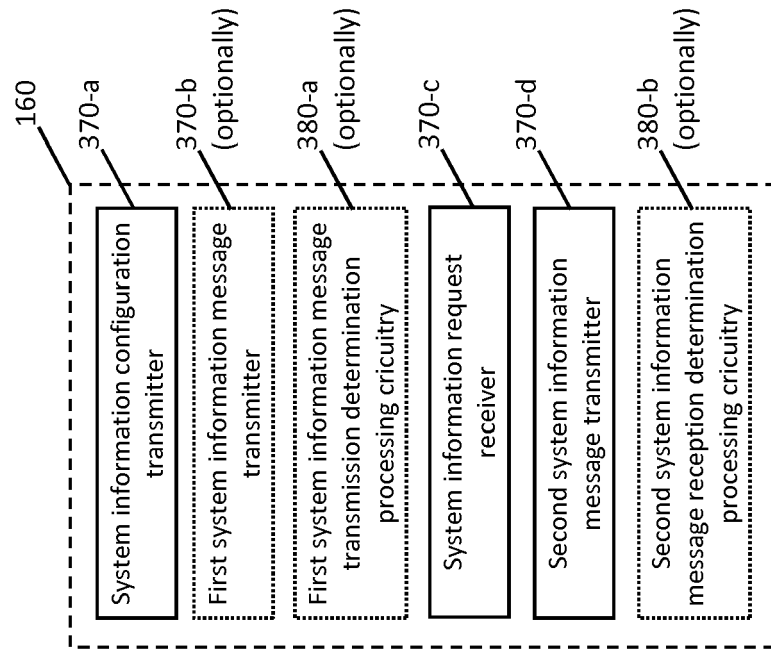 160
System information configuration
transmitter
370-a
First system information message
transmitter
370-b
(optionally)
First system information message
transmission determination
processing cricuitry
380-a
(optionally)
System information request
receiver
370-c
Second system information
message transmitter
370-d
Second system information
message reception determination
processing cricuitry
380-b
(optionally)